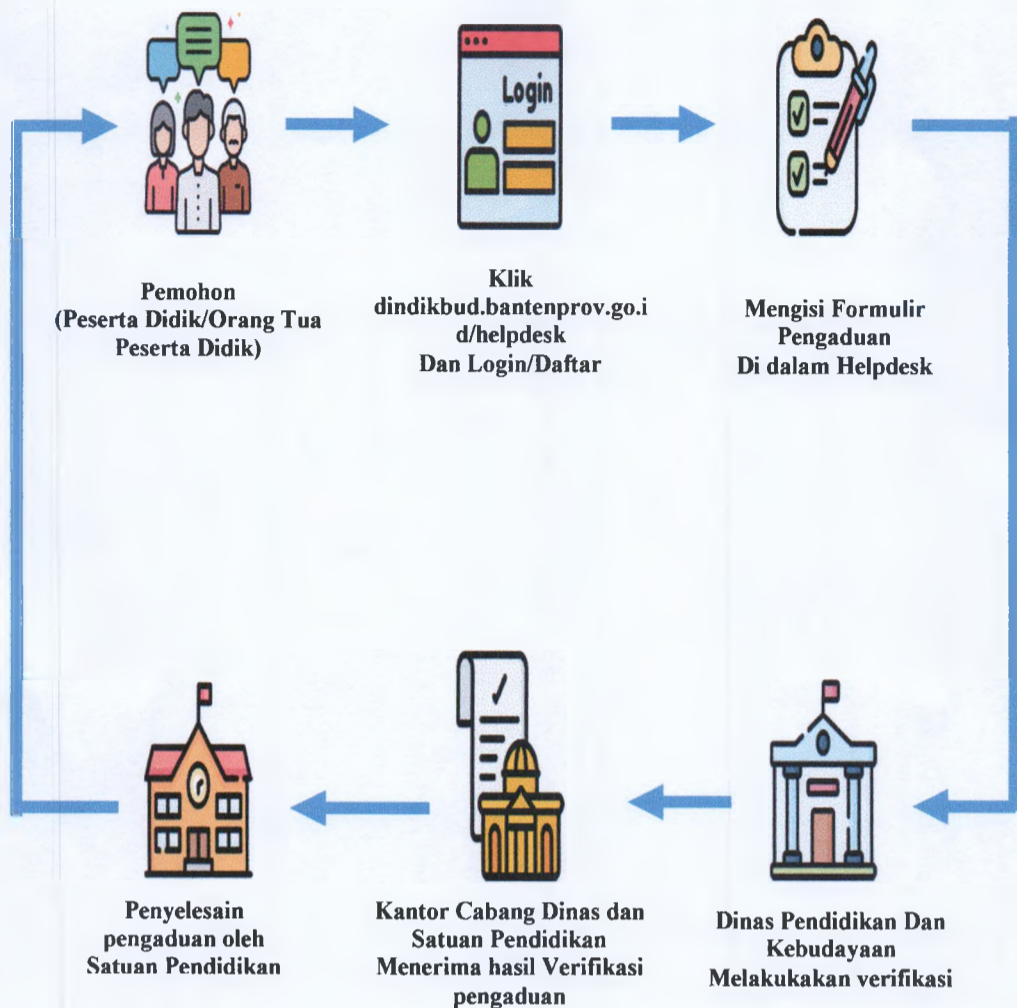 Login
Pemohon
(Peserta Didik/Orang Tua
Peserta Didik)
Klik
dindikbud.bantenprov.go.i
d/helpdesk
Dan Login/Daftar
Mengisi Formulir
Pengaduan
Di dalam Helpdesk
Penyelesain
pengaduan oleh
Satuan Pendidikan
Kantor Cabang Dinas dan
Satuan Pendidikan
Menerima hasil Verifikasi
pengaduan
Dinas Pendidikan Dan
Kebudayaan
Melakukakan verifikasi